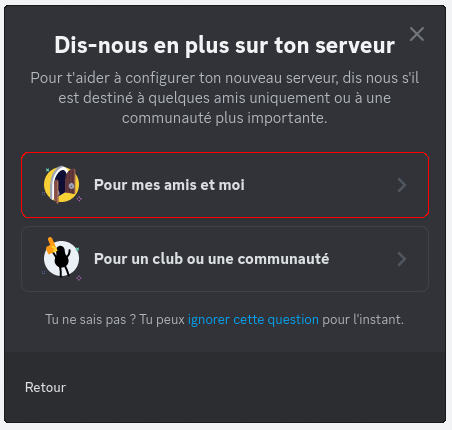 Dis-nous en plus sur ton serveur
Pour t'aider à configurer ton nouveau serveur, dis nous s'il
est destiné à quelques amis uniquement ou à une
communauté plus importante.
Pour mes amis et moi
Pour un club ou une communauté
Tu ne sais pas ? Tu peux ignorer cette question pour l'instant.
Retour